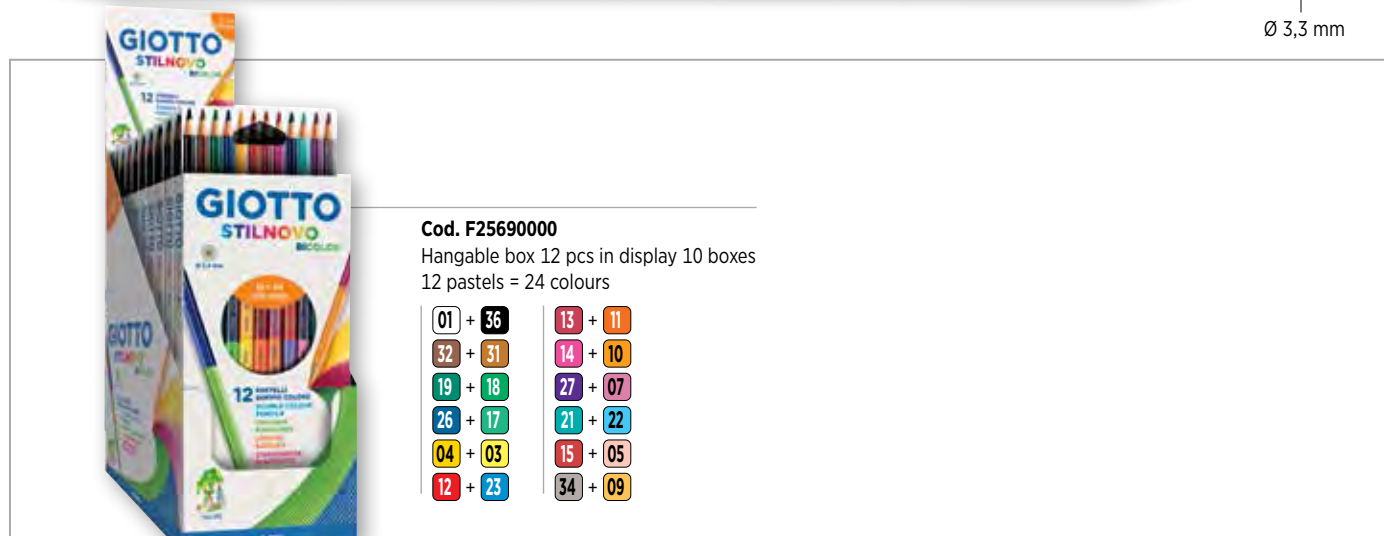 Ø 3,3 mm
GIOTTO
STILNOVO
BICOLOR
12
GIOTTO
STILNOVO
BICOLOR
12 PASTELLI
GIOTTO
Cod. F25690000
Hangable box 12 pcs in display 10 boxes
12 pastels = 24 colours
01 + 36 13 + 11
32 + 31 14 + 10
19 + 18 27 + 07
26 + 17 21 + 22
04 + 03 15 + 05
12 + 23 34 + 09